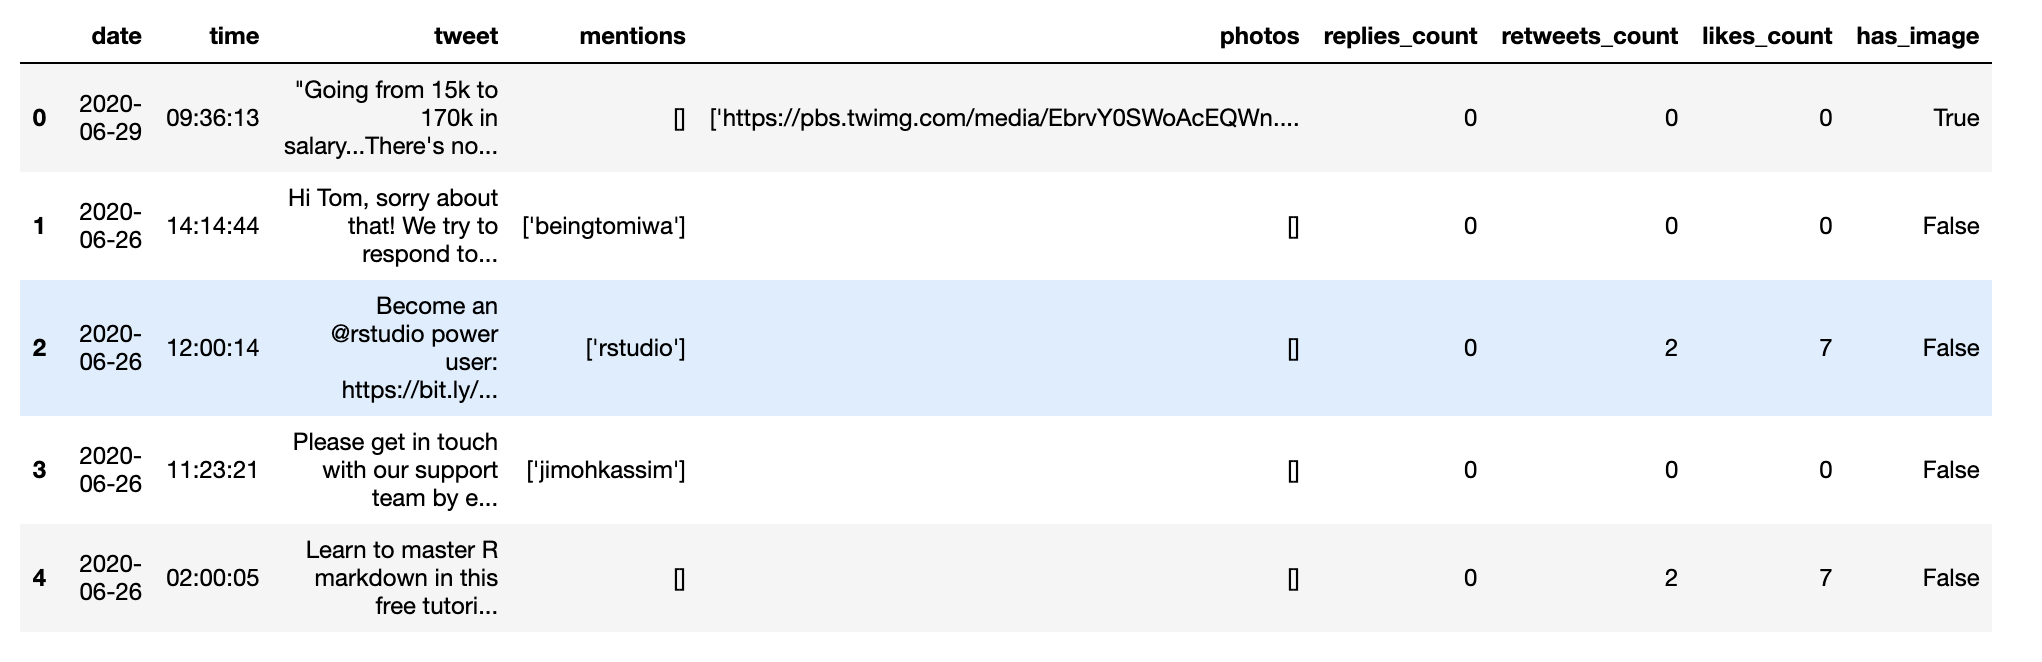 date time tweet mentions photos replies_count retweets_count likes_count has_image
0 2020-06-29 09:36:13 "Going from 15k to 170k in salary...There's no... [] ['https://pbs.twimg.com/media/EbrvY0SWoAcEQWn.... 0 0 0 True
1 2020-06-26 14:14:44 Hi Tom, sorry about that! We try to respond to... ['beingtomiwa'] [] 0 0 0 False
2 2020-06-26 12:00:14 Become an @rstudio power user: https://bit.ly/... ['rstudio'] [] 0 2 7 False
3 2020-06-26 11:23:21 Please get in touch with our support team by e... ['jimohkassim'] [] 0 0 0 False
4 2020-06-26 02:00:05 Learn to master R markdown in this free tutori... [] [] 0 2 7 False